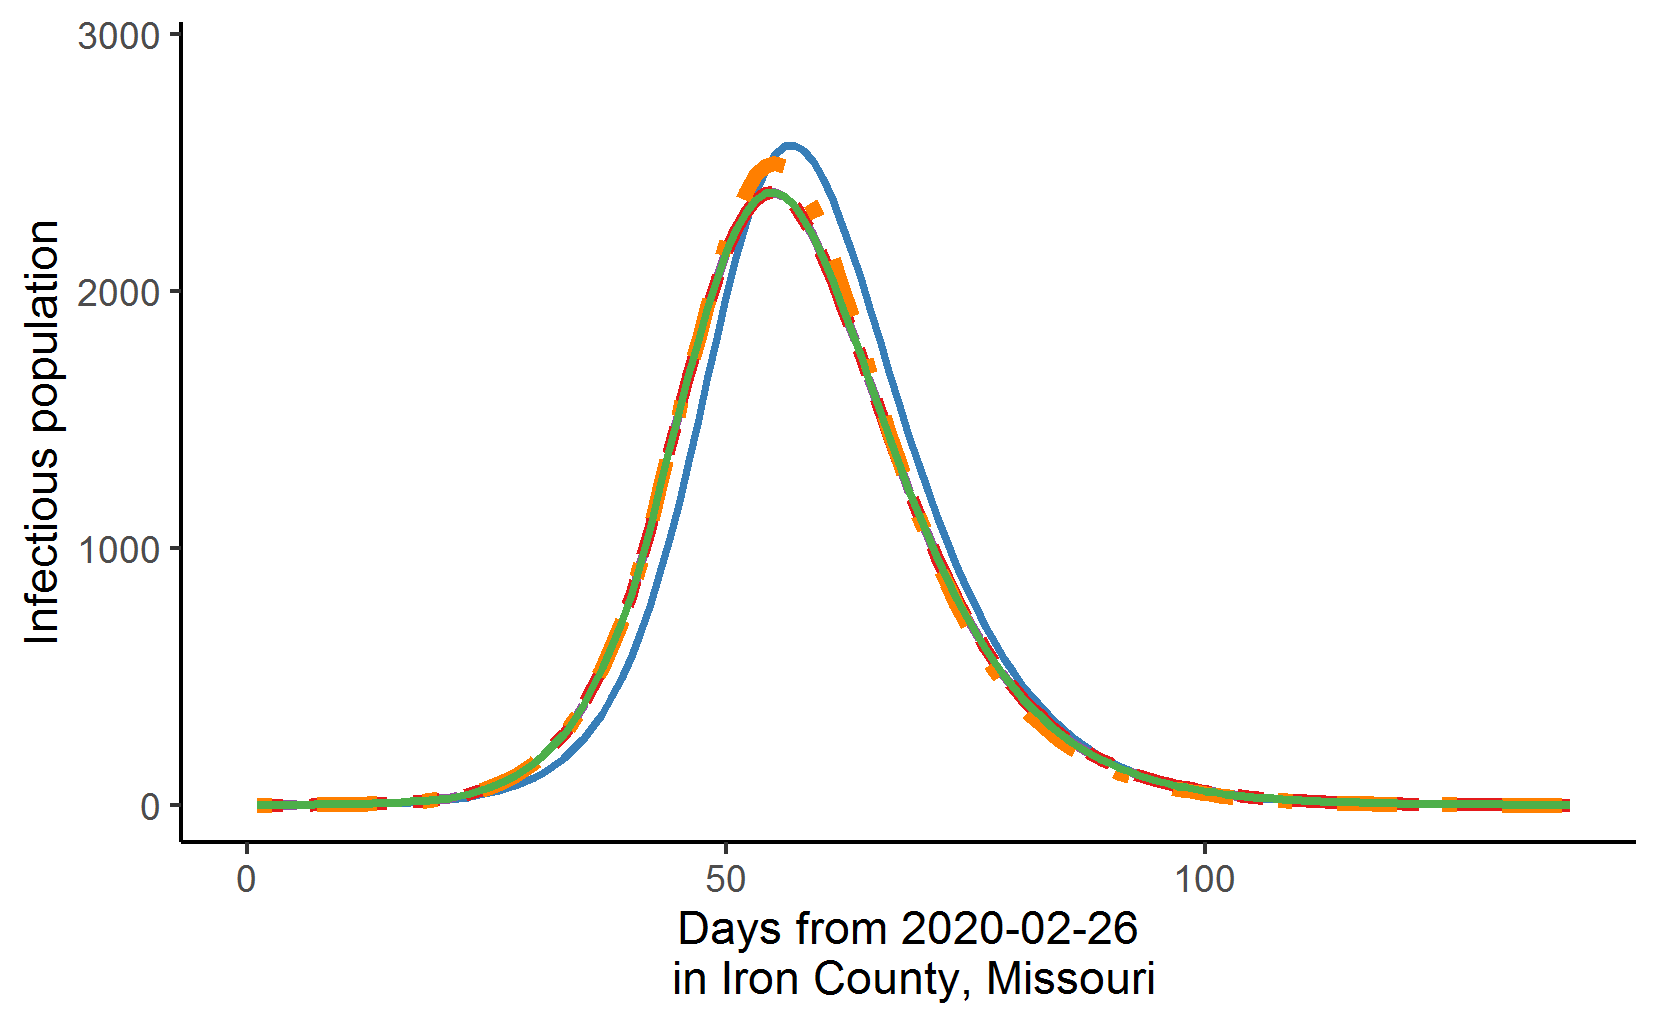 3000
2000
1000
0
Infectious population
0 50 100
Days from 2020-02-26
in Iron County, Missouri